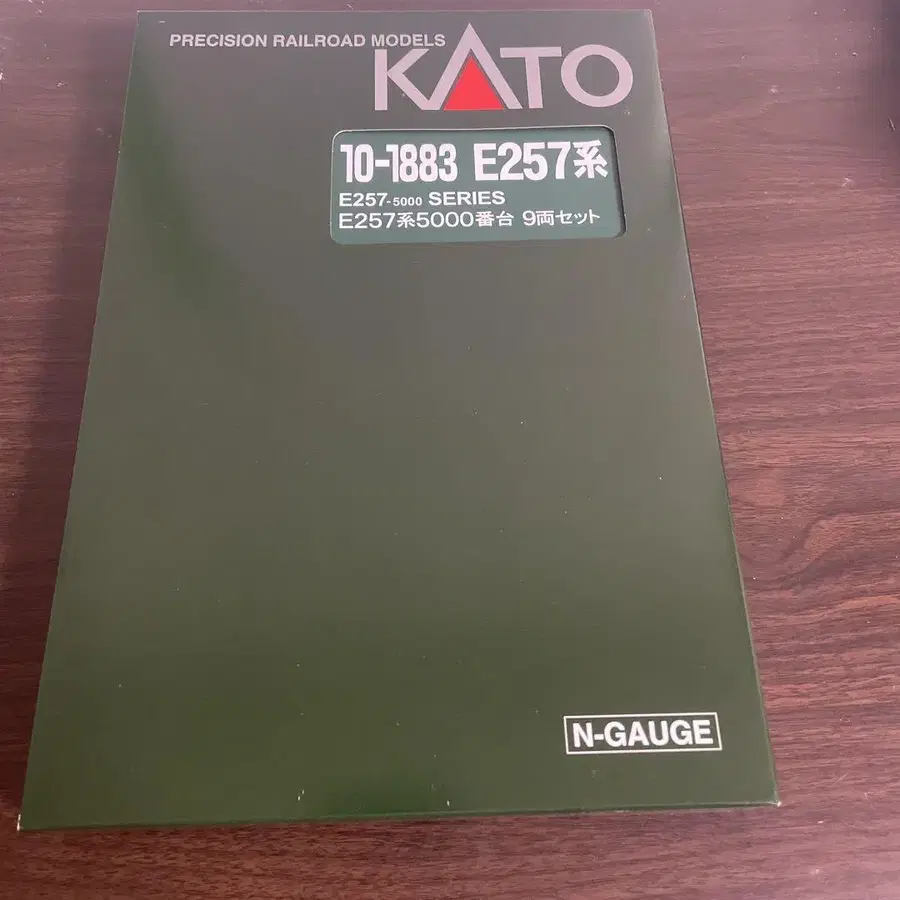 PRECISION RAILROAD MODELS
KATO
10-1883 E257系
E257-5000 SERIES
E257系5000番台 9両セット
N-GAUGE